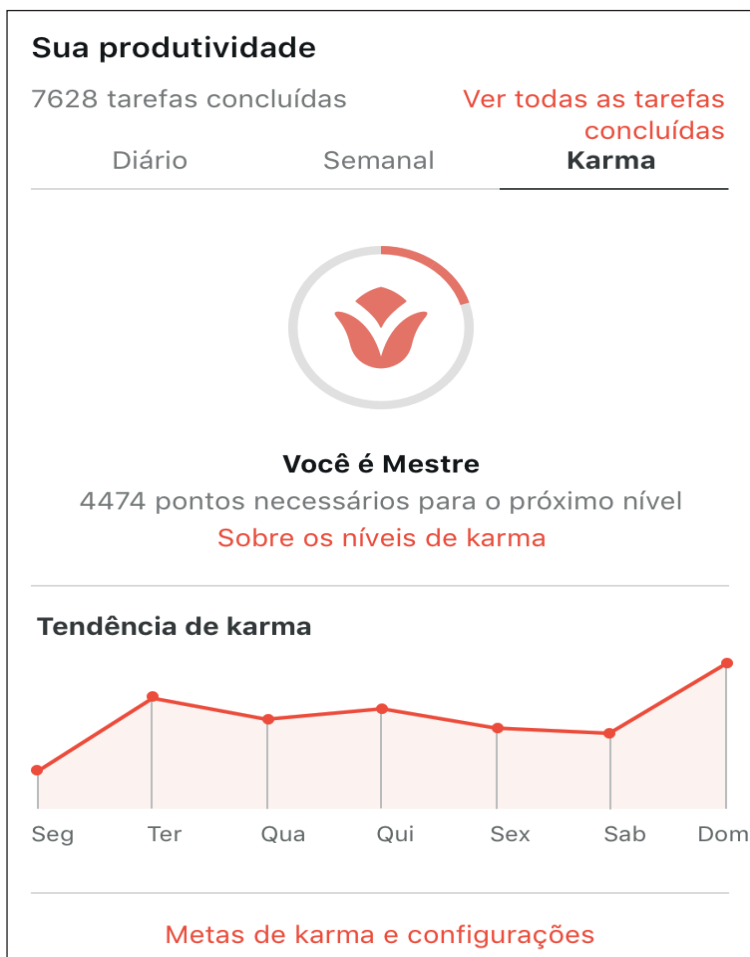 Sua produtividade
7628 tarefas concluídas
Ver todas as tarefas
concluídas
Diário Semanal Karma
Você é Mestre
4474 pontos necessários para o próximo nível
Sobre os níveis de karma
Tendência de karma
Seg Ter Qua Qui Sex Sab Dom
Metas de karma e configurações